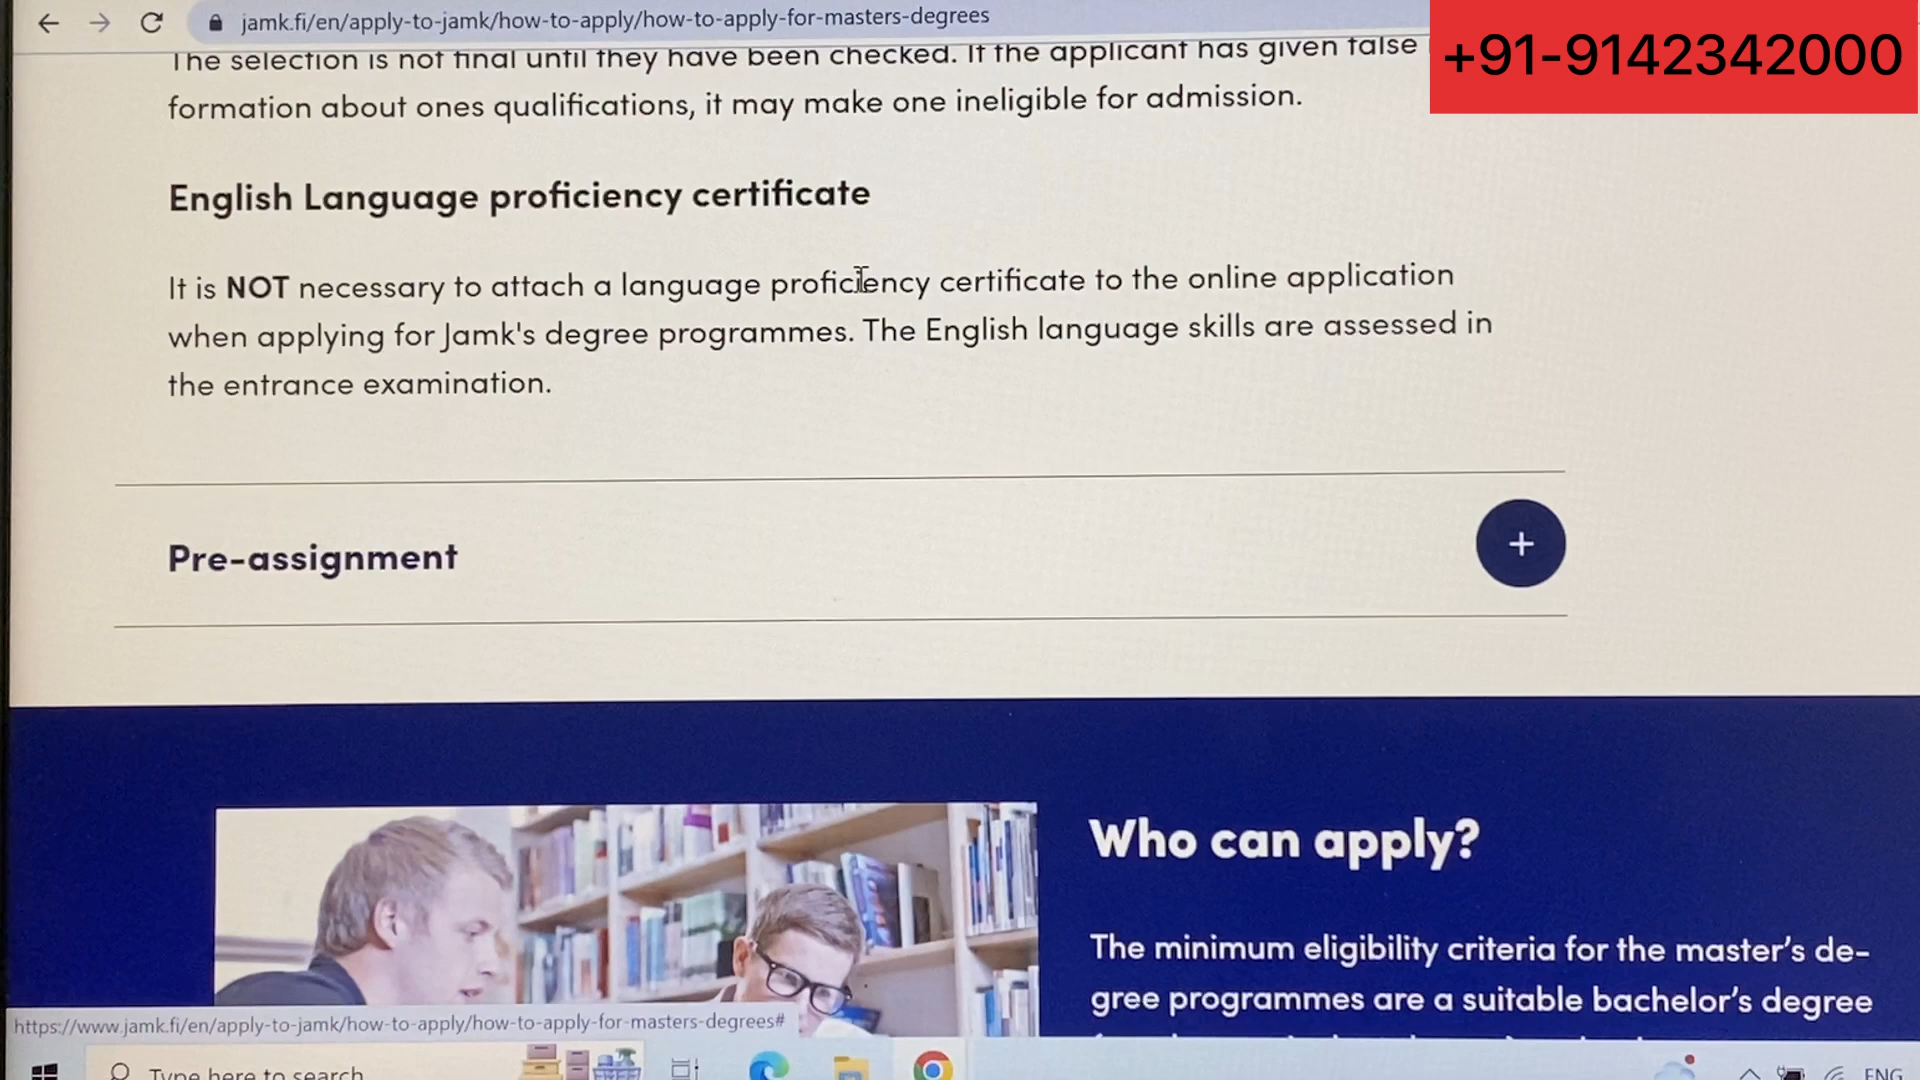 jamk.fi/en/apply-to-jamk/how-to-apply/how-to-apply-for-masters-degrees
+91-9142342000
The selection is not final until they have been checked. If the applicant has given false
formation about ones qualifications, it may make one ineligible for admission.
English Language proficiency certificate
It is NOT necessary to attach a language proficiency certificate to the online application
when applying for Jamk's degree programmes. The English language skills are assessed in
the entrance examination.
Pre-assignment
+
Who can apply?
The minimum eligibility criteria for the master's de-
gree programmes are a suitable bachelor's degree
https://www.jamk.fi/en/apply-to-jamk/how-to-apply/how-to-apply-for-masters-degrees#
Type here to search
ENG